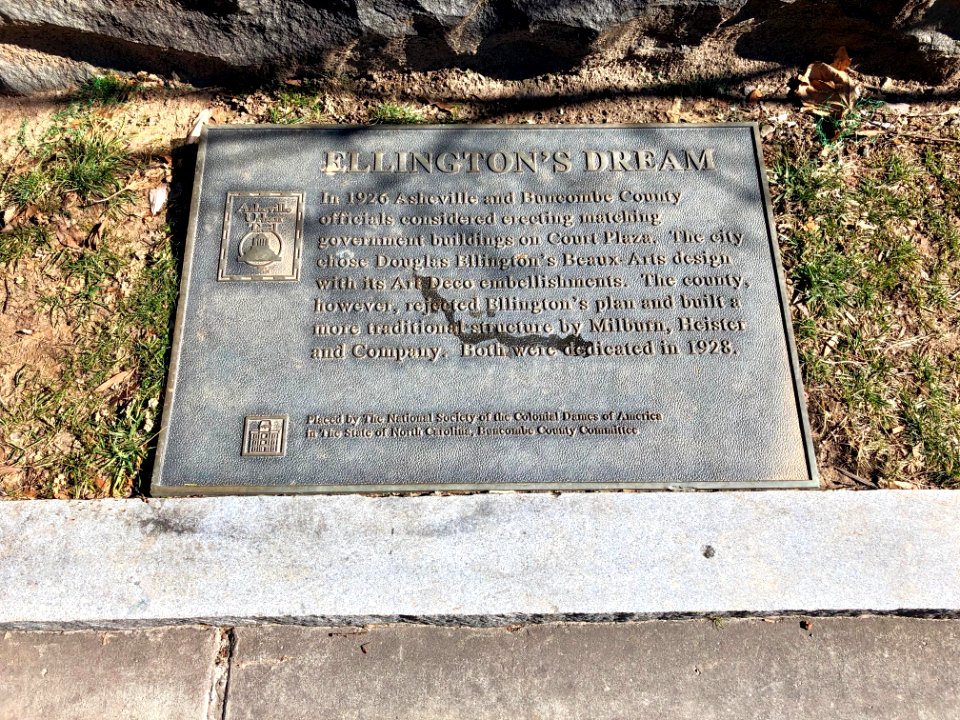 ELLINGTON'S DREAM
In 1926 Asheville and Buncombe County
officials considered erecting matching
government buildings on Court Plaza. The city
chose Douglas Ellington's Beaux Arts design
with its Art Deco embellishments. The county,
however, rejected Ellington's plan and built a
more traditional structure by Milburn, Heister
and Company. Both were dedicated in 1928.
Asheville
Urban
Trail
Placed by The National Society of the Colonial Dames of America
In The State of North Carolina, Buncombe County Committee